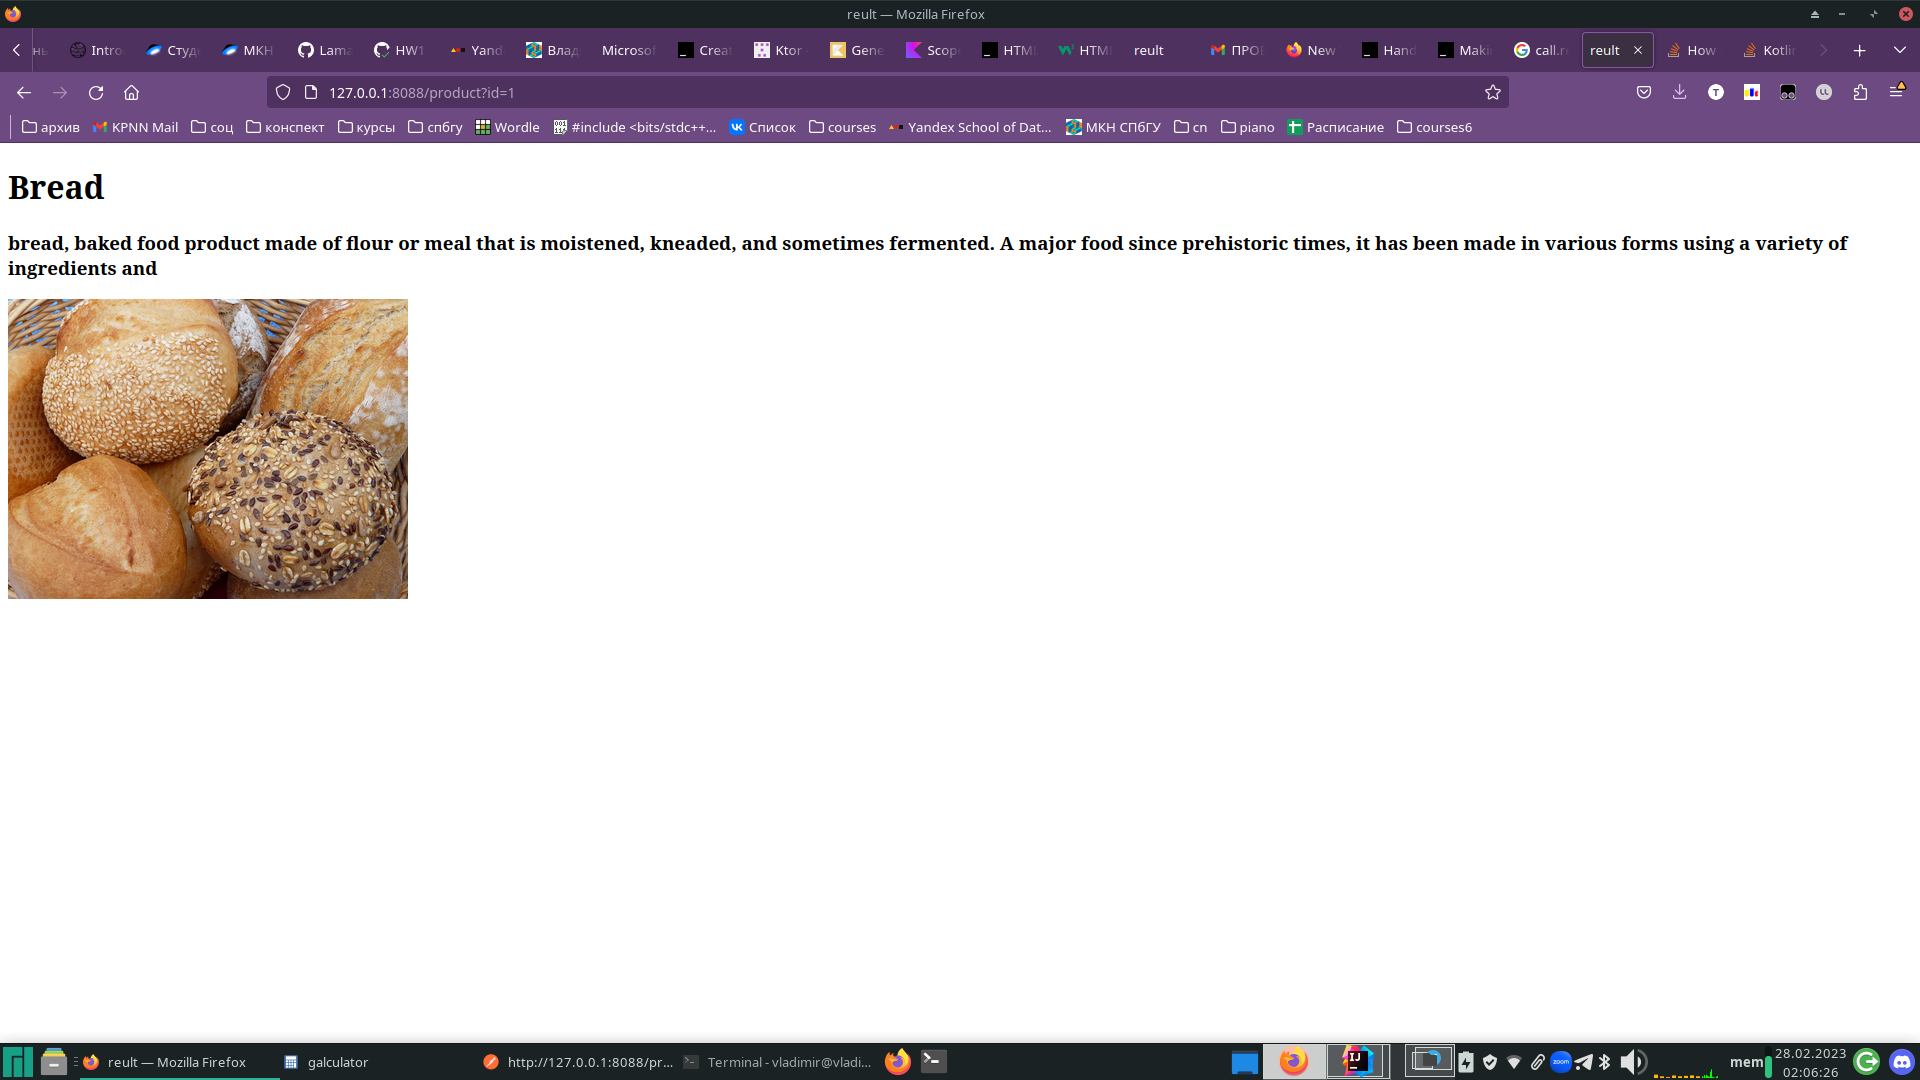 reult — Mozilla Firefox
Intro
Студ
МКН
Lama
HW1
Yand
Влад
Microsof
Creat
Ktor
Gene
Scop
HTM
HTM
reult
ПРО
New
Hand
Maki
call.r
reult
How
Kotlin
127.0.0.1:8088/product?id=1
архив
KPNN Mail
соц
конспект
курсы
спбгу
Wordle
#include <bits/stdc++...
Список
courses
Yandex School of Dat...
МКН СПбГУ
cn
piano
Расписание
courses6
Bread
bread, baked food product made of flour or meal that is moistened, kneaded, and sometimes fermented. A major food since prehistoric times, it has been made in various forms using a variety of
ingredients and
reult — Mozilla Firefox
galculator
http://127.0.0.1:8088/pr...
Terminal - vladimir@vladi...
IJ
zoom
mem
28.02.2023
02:06:26